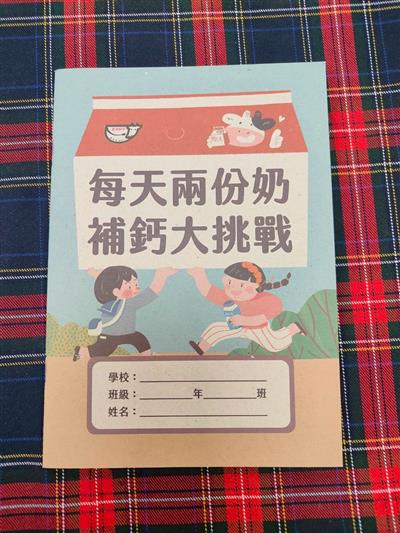 每天兩份奶
補鈣大挑戰
學校：
班級： 年 班
姓名：